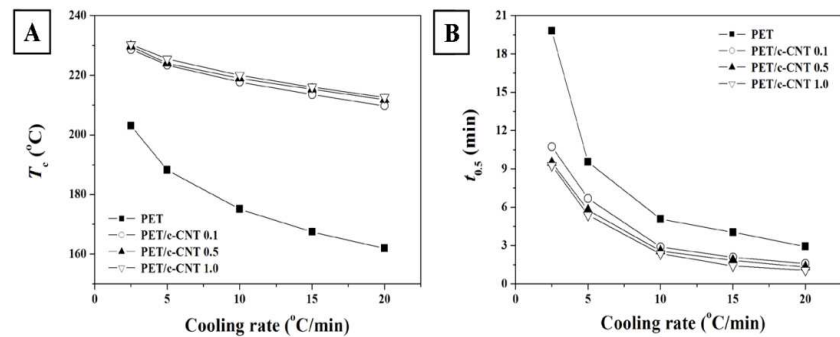 A
240
220
200
180
160
T c (°C)
PET
PET/c-CNT 0.1
PET/c-CNT 0.5
PET/c-CNT 1.0
0 5 10 15 20
Cooling rate (°C/min)
B
21
18
15
12
9
6
3
0
t 0.5 (min)
PET
PET/c-CNT 0.1
PET/c-CNT 0.5
PET/c-CNT 1.0
0 5 10 15 20
Cooling rate (°C/min)